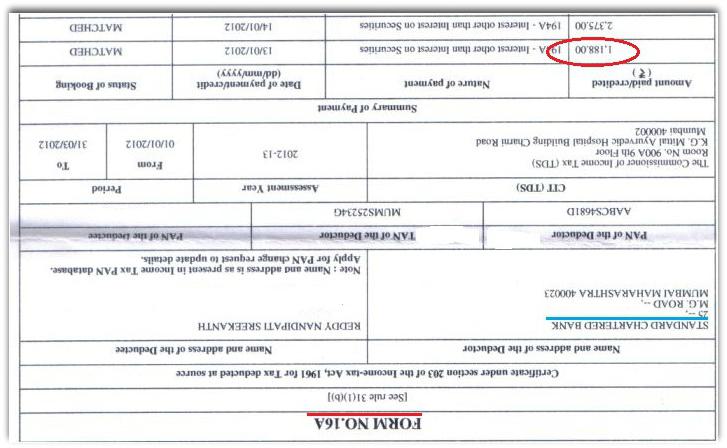 FORM NO.16A
[See rule 31(1)(b)]
Certificate under section 203 of the Income-tax Act, 1961 for Tax deducted at source
Name and address of Deductor
Name and address of Deductee
STANDARD CHARTERED BANK
25 --,
M.G. ROAD --,
MUMBAI MAHARASHTRA 400023
REDDY NANDIPATI SREEKANTH
Note : Name and address is as present in Income Tax PAN database.
Apply for PAN change request to update details.
PAN of the Deductor
TAN of the Deductor
PAN of the Deductee
AABCS4681D
MUMS25234G
CIT (TDS)
Assessment Year
Period
The Commissioner of Income Tax (TDS)
Room No. 900A 9th Floor
K.G. Mittal Ayurvedic Hospital Building Charni Road
Mumbai 400002
2012-13
From
To
01/01/2012
31/03/2012
Summary of Payment
Amount paid/credited
( ₹ )
Nature of payment
Date of payment/credit
(dd/mm/yyyy)
Status of Booking
1,188.00
194A - Interest other than Interest on Securities
13/01/2012
MATCHED
2,375.00
194A - Interest other than Interest on Securities
14/01/2012
MATCHED